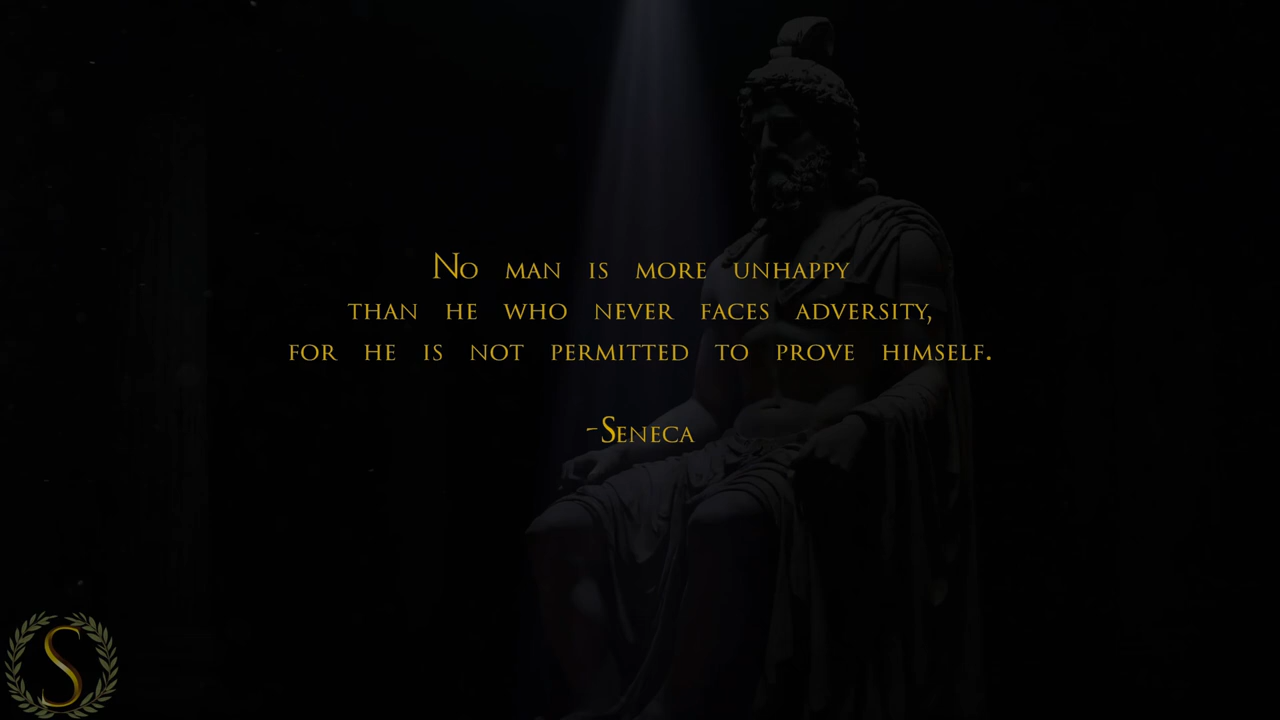 No man is more unhappy
than he who never faces adversity,
for he is not permitted to prove himself.
-Seneca
S